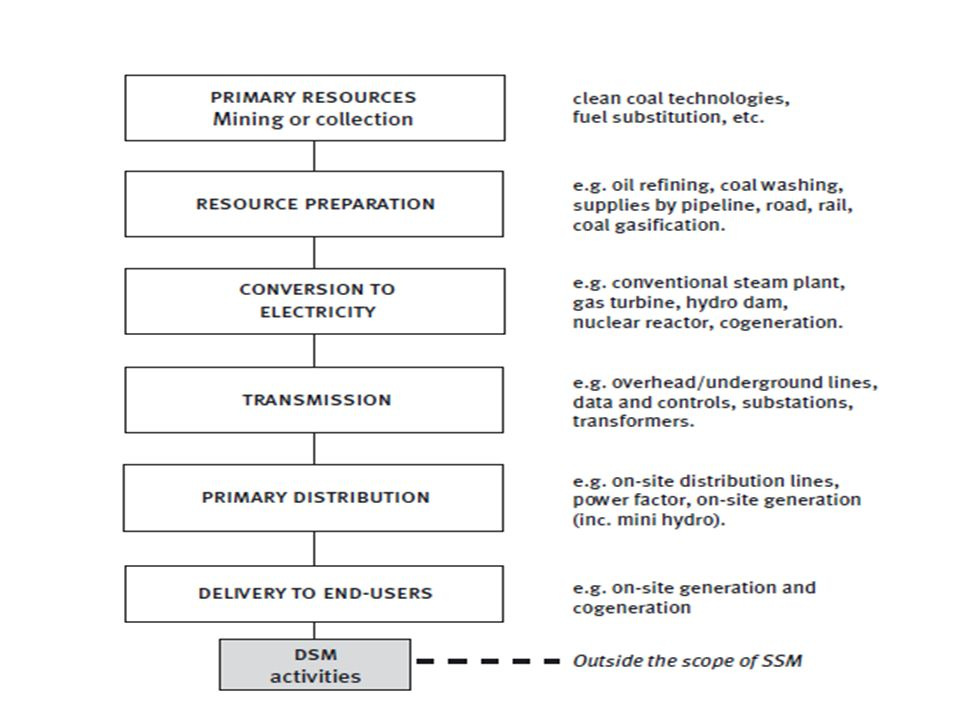 PRIMARY RESOURCES
Mining or collection
clean coal technologies,
fuel substitution, etc.
RESOURCE PREPARATION
e.g. oil refining, coal washing,
supplies by pipeline, road, rail,
coal gasification.
CONVERSION TO
ELECTRICITY
e.g. conventional steam plant,
gas turbine, hydro dam,
nuclear reactor, cogeneration.
TRANSMISSION
e.g. overhead/underground lines,
data and controls, substations,
transformers.
PRIMARY DISTRIBUTION
e.g. on-site distribution lines,
power factor, on-site generation
(inc. mini hydro).
DELIVERY TO END-USERS
e.g. on-site generation and
cogeneration
DSM
activities
Outside the scope of SSM